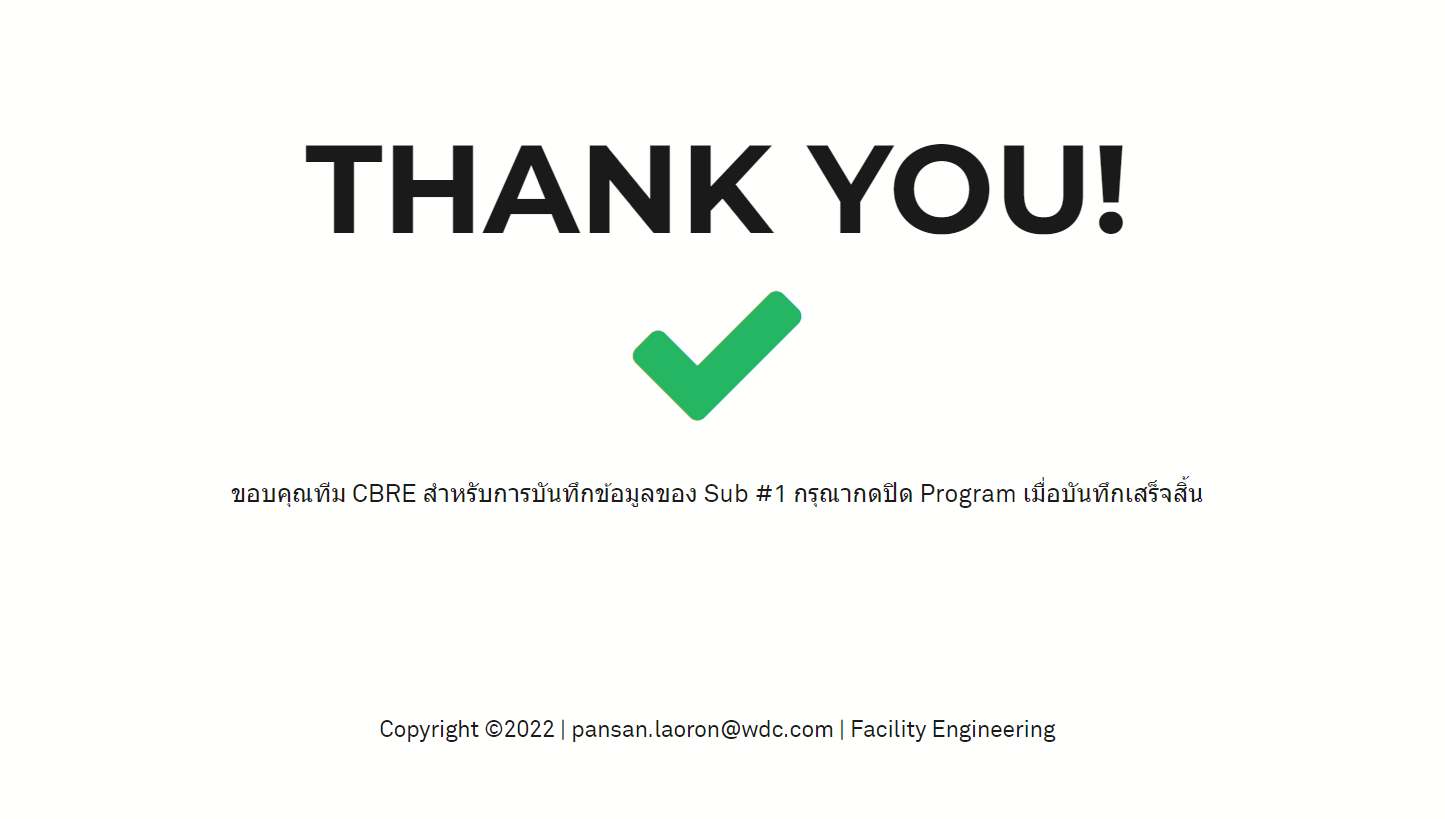 THANK YOU!
ขอบคุณทีม CBRE สำหรับการบันทึกข้อมูลของ Sub #1 กรุณากดปิด Program เมื่อบันทึกเสร็จสิ้น
Copyright ©2022 | pansan.laoron@wdc.com | Facility Engineering